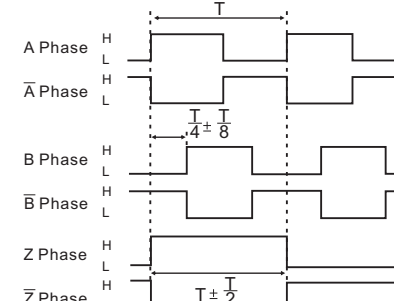 T
A Phase H
L
A̅ Phase H
L
T/4 ± T/8
B Phase H
L
B̅ Phase H
L
Z Phase H
L
Z̅ Phase H
T ± T/2